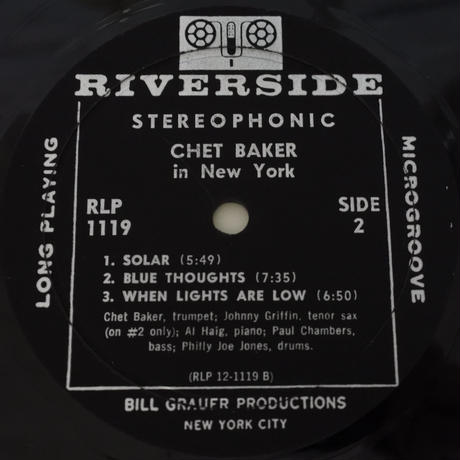 RIVERSIDE
STEREOPHONIC
CHET BAKER
in New York
LONG PLAYING
MICROGROOVE
RLP
1119
SIDE
2
1. SOLAR (5:49)
2. BLUE THOUGHTS (7:35)
3. WHEN LIGHTS ARE LOW (6:50)
Chet Baker, trumpet; Johnny Griffin, tenor sax
(on #2 only); Al Haig, piano; Paul Chambers,
bass; Philly Joe Jones, drums.
(RLP 12-1119 B)
BILL GRAUER PRODUCTIONS
NEW YORK CITY